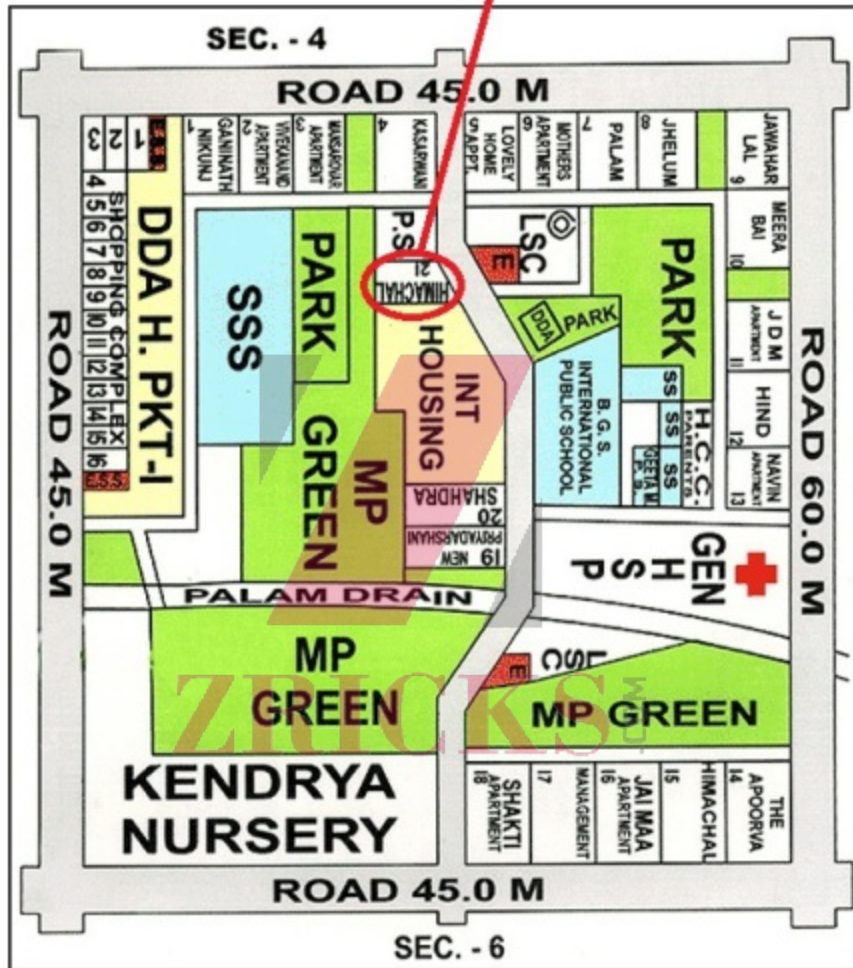 SEC. - 4
ROAD 45.0 M
3
2
1
E.S.S.
1
GANINATH
NIKUNJ
2
VIVEKANAND
APARTMENT
3
MANSAROVAR
APARTMENT
4
KASARWANI
5
LOVELY
HOME
APPT.
6
MOTHERS
APARTMENT
7
PALAM
8
JHELUM
JAWAHAR
LAL
9
MEERA
BAI
10
J D M
APARTMENT
11
HIND
12
NAVIN
APARTMENT
13
SHOPPING COMPLEX
4 5 6 7 8 9 10 11 12 13 14 15 16
E.S.S.
DDA H. PKT-I
SSS
PARK
P.S
21
HIMACHAL
LSC
E
DDA
PARK
PARK
INT
HOUSING
B. G. S.
INTERNATIONAL
PUBLIC SCHOOL
SS
SS
SS
H.C.C.
PARENTS
GEETA M
P. S.
MP
GREEN
SHAHDRA
20
PRIYADARSHANI
19 NEW
GEN
HSP
ROAD 45.0 M
ROAD 60.0 M
PALAM DRAIN
MP
GREEN
E
LSC
MP GREEN
ZRICKS
KENDRYA
NURSERY
SHAKTI
APARTMENT
18
MANAGEMENT
17
JAI MAA
APARTMENT
16
HIMACHAL
15
THE
APOORVA
14
ROAD 45.0 M
SEC. - 6